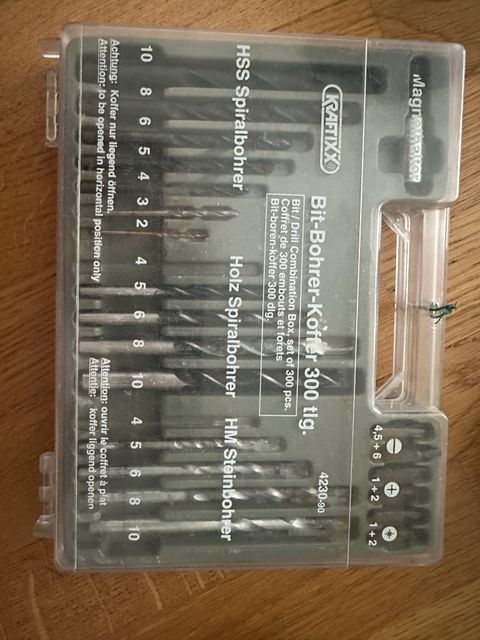 Magnethalter
KRAFTIXX
Bit-Bohrer-Koffer 300 tlg.
Bit / Drill Combination Box, set of 300 pcs.
Coffret de 300 embouts et forets
Bit-boren-koffer 300 dlg.
4230-90
4,5 + 6
1 + 2
1 + 2
HSS Spiralbohrer
Holz Spiralbohrer
HM Steinbohrer
10 8 6 5 4 3 2 4 5 6 8 10 4 5 6 8 10
Achtung: Koffer nur liegend öffnen.
Attention: to be opened in horizontal position only
Attention: ouvrir le coffret à plat
Attentie: koffer liggend openen